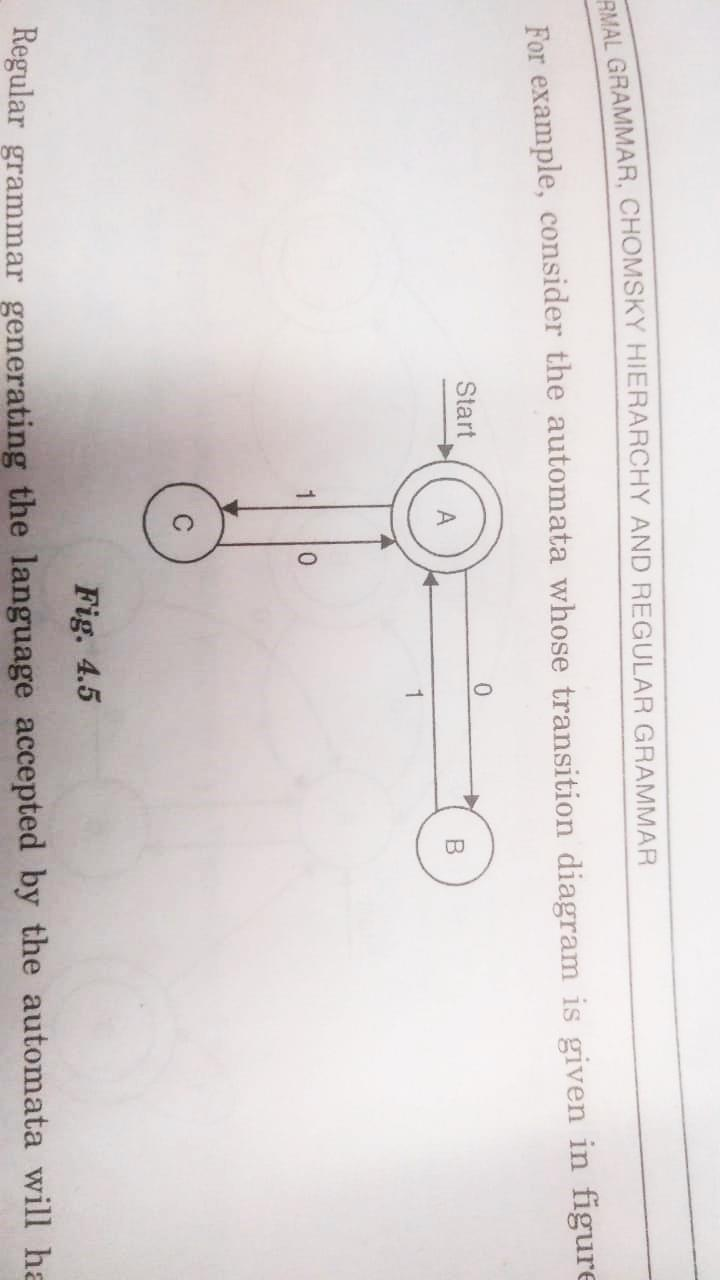 RMAL GRAMMAR, CHOMSKY HIERARCHY AND REGULAR GRAMMAR
For example, consider the automata whose transition diagram is given in figure
0
Start
A
B
1
1
0
C
Fig. 4.5
Regular grammar generating the language accepted by the automata will ha